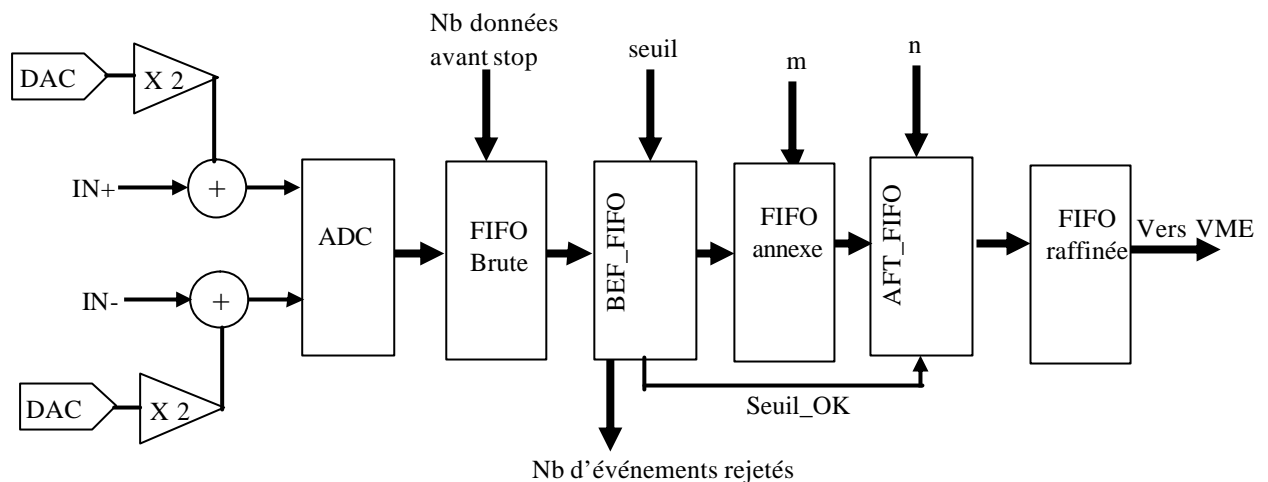 Nb données
avant stop
seuil
m
n
DAC
X 2
IN+
+
ADC
FIFO
Brute
BEF_FIFO
FIFO
annexe
AFT_FIFO
FIFO
raffinée
Vers VME
IN-
+
DAC
X 2
Seuil_OK
Nb d'événements rejetés